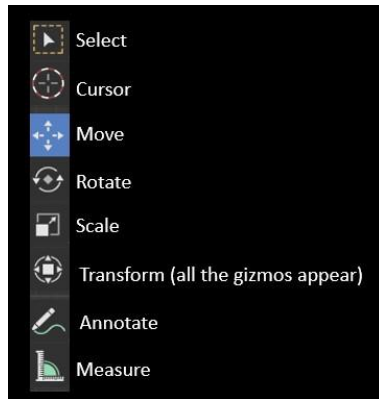 Select
Cursor
Move
Rotate
Scale
Transform (all the gizmos appear)
Annotate
Measure